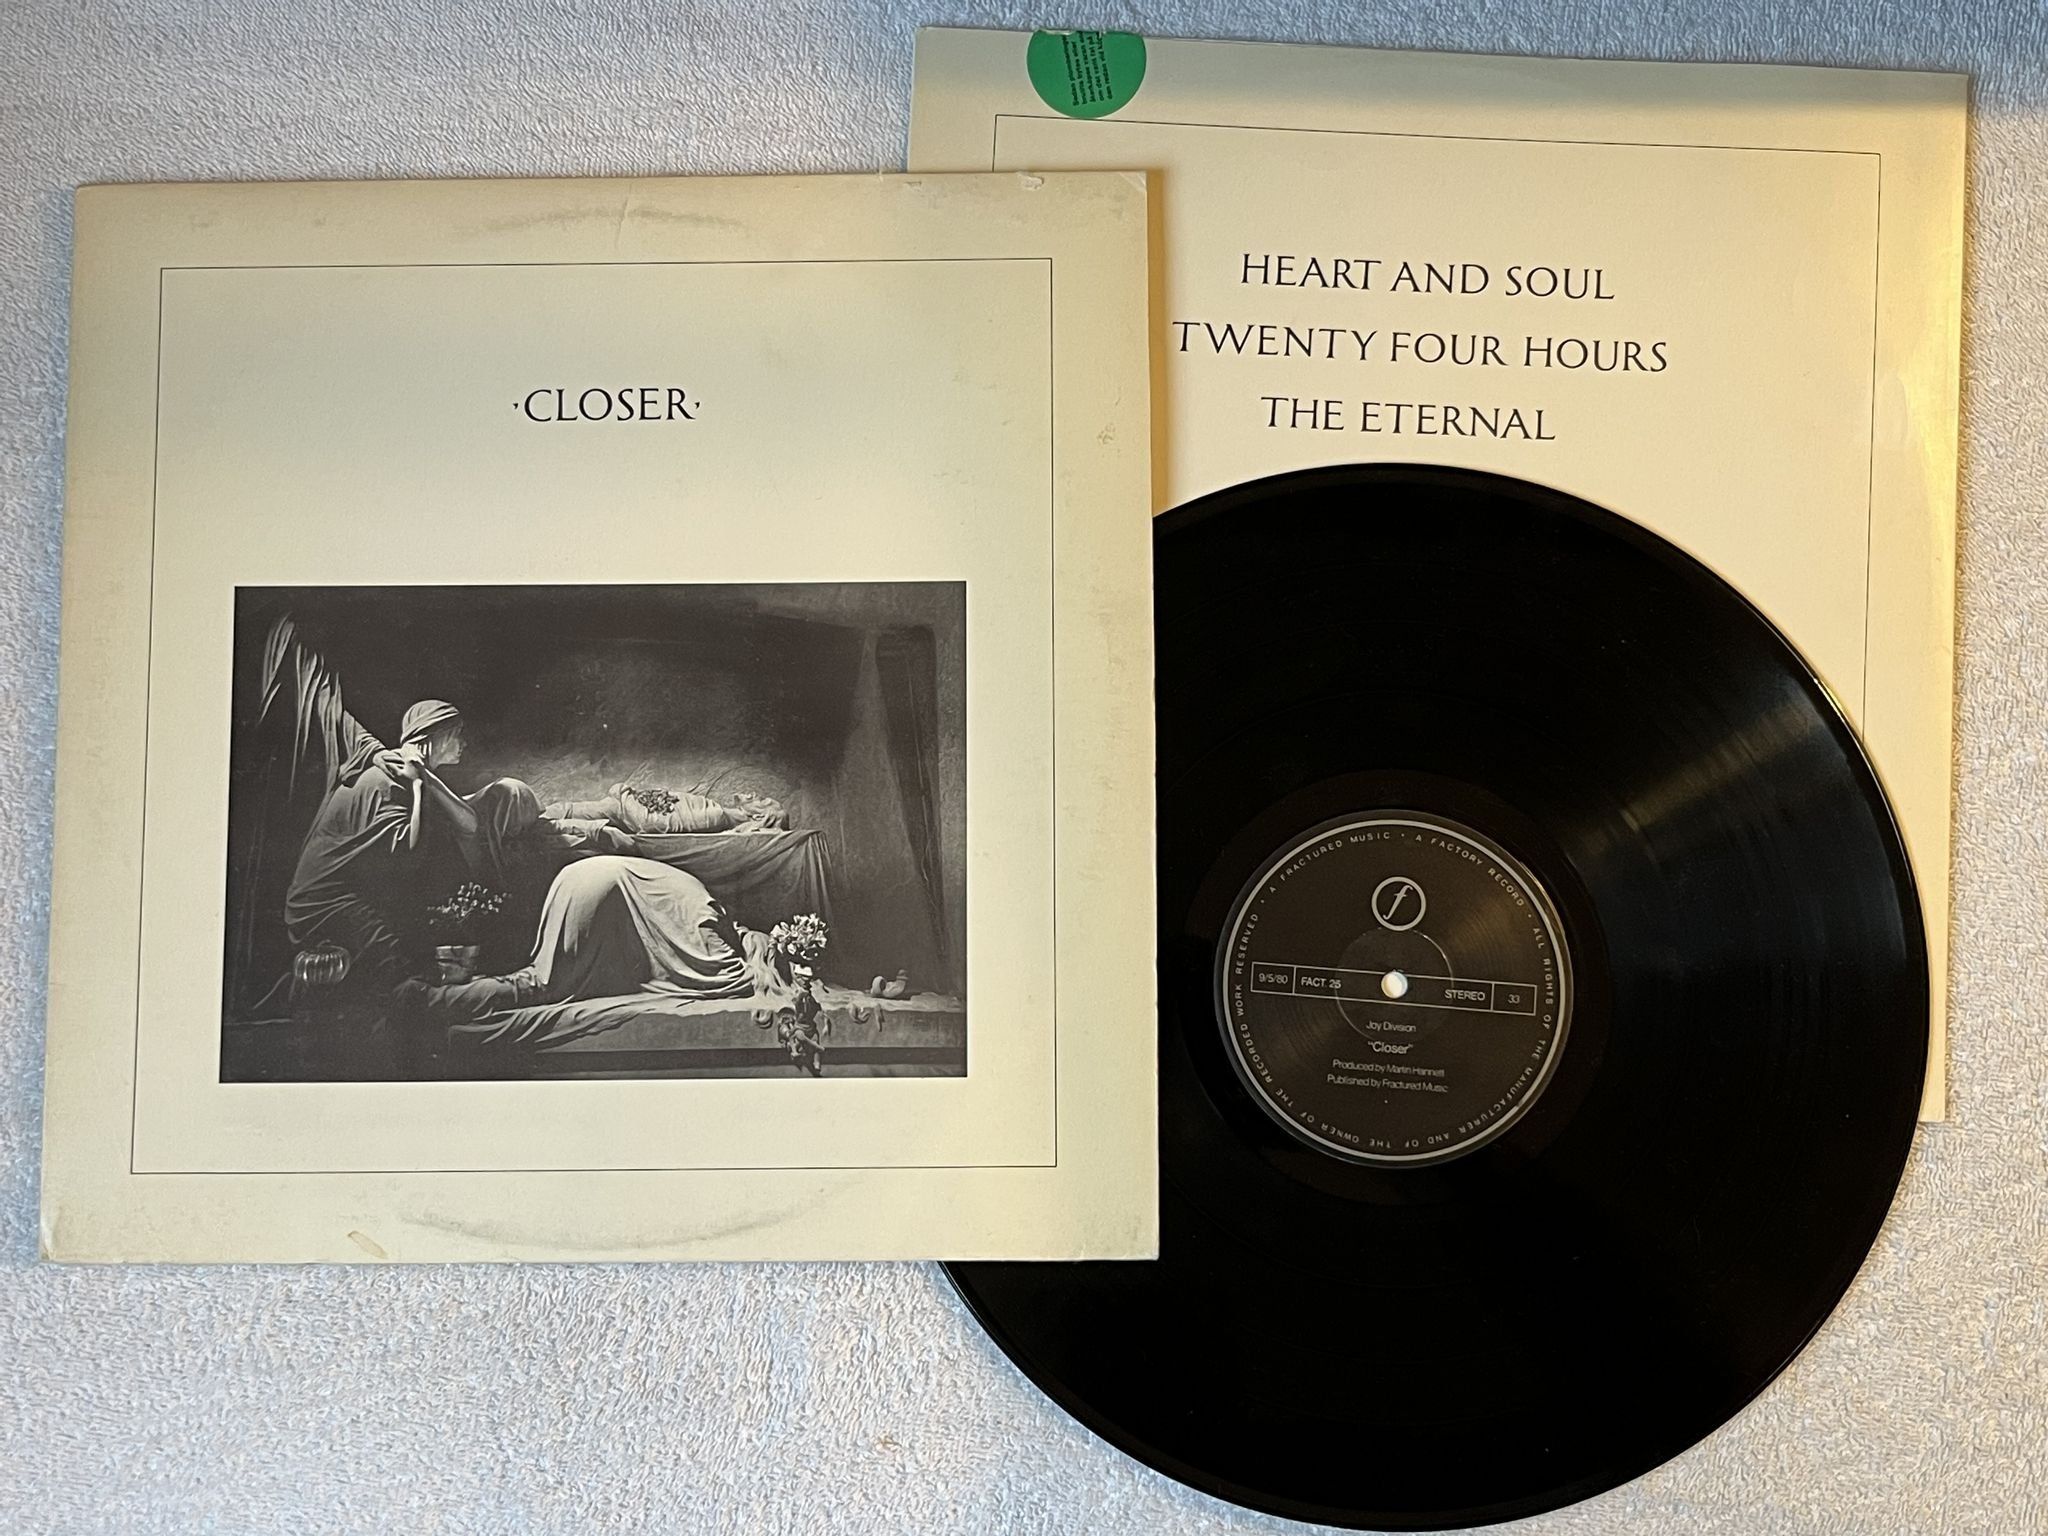 ·CLOSER·
HEART AND SOUL
TWENTY FOUR HOURS
THE ETERNAL
· A FRACTURED MUSIC · A FACTORY RECORD · ALL RIGHTS OF THE MANUFACTURER AND OF THE OWNER OF THE RECORDED WORK RESERVED
f
9/5/80 FACT. 25 STEREO 33
Joy Division
"Closer"
Produced by Martin Hannett
Published by Fractured Music